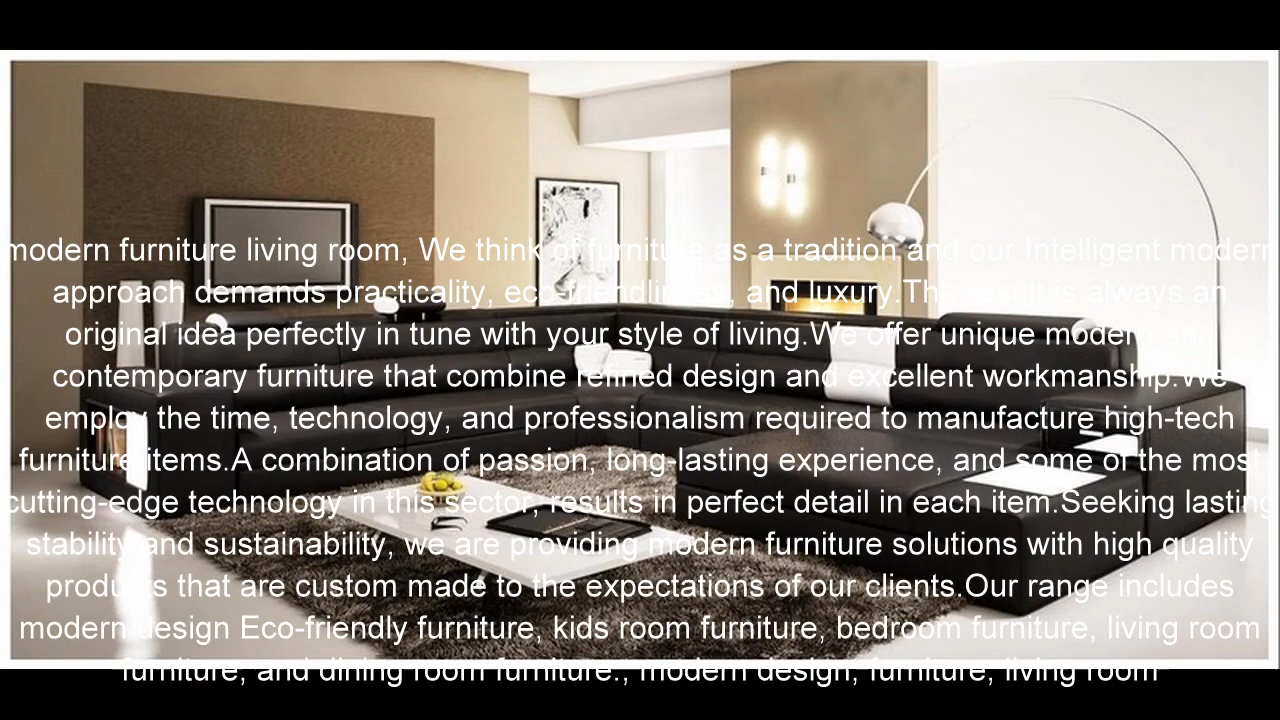 modern furniture living room, We think of furniture as a tradition and our Intelligent modern
approach demands practicality, eco-friendliness, and luxury.The result is always an
original idea perfectly in tune with your style of living.We offer unique modern and
contemporary furniture that combine refined design and excellent workmanship.We
employ the time, technology, and professionalism required to manufacture high-tech
furniture items.A combination of passion, long-lasting experience, and some of the most
cutting-edge technology in this sector, results in perfect detail in each item.Seeking lasting
stability and sustainability, we are providing modern furniture solutions with high quality
products that are custom made to the expectations of our clients.Our range includes
modern design Eco-friendly furniture, kids room furniture, bedroom furniture, living room
furniture, and dining room furniture., modern design, furniture, living room